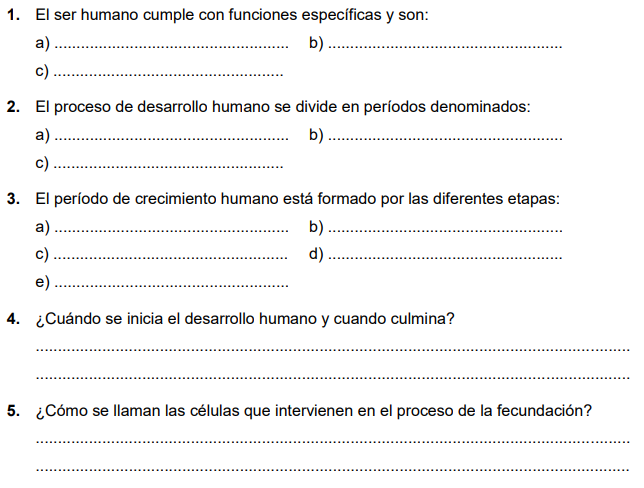 1. El ser humano cumple con funciones específicas y son:
a) ..................................................... b) .....................................................
c) ....................................................
2. El proceso de desarrollo humano se divide en períodos denominados:
a) ..................................................... b) .....................................................
c) ....................................................
3. El período de crecimiento humano está formado por las diferentes etapas:
a) ..................................................... b) .....................................................
c) ..................................................... d) .....................................................
e) .....................................................
4. ¿Cuándo se inicia el desarrollo humano y cuando culmina?
.......................................................................................................................................
.......................................................................................................................................
5. ¿Cómo se llaman las células que intervienen en el proceso de la fecundación?
.......................................................................................................................................
.......................................................................................................................................